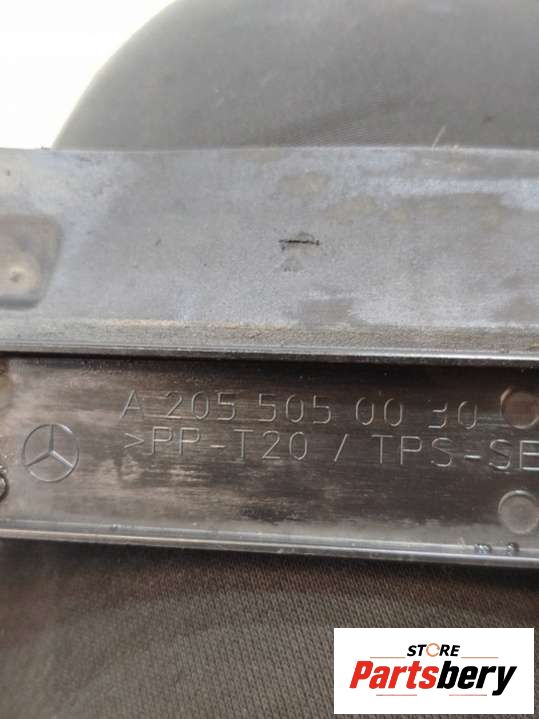 A 205 505 00 30
>PP-T20 / TPS-SE
STORE
Partsbery